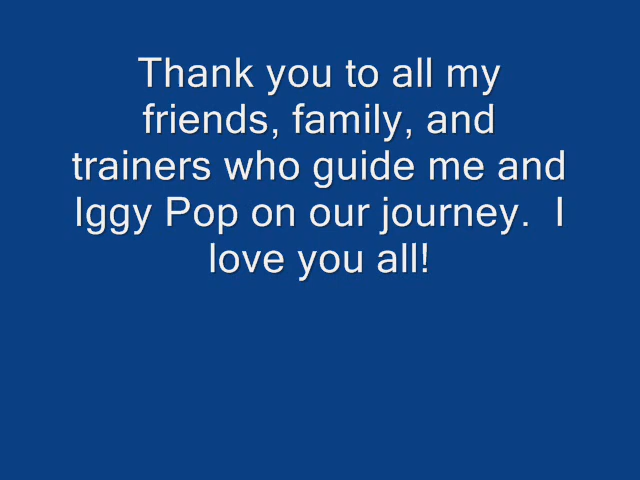 Thank you to all my
friends, family, and
trainers who guide me and
Iggy Pop on our journey.  I
love you all!